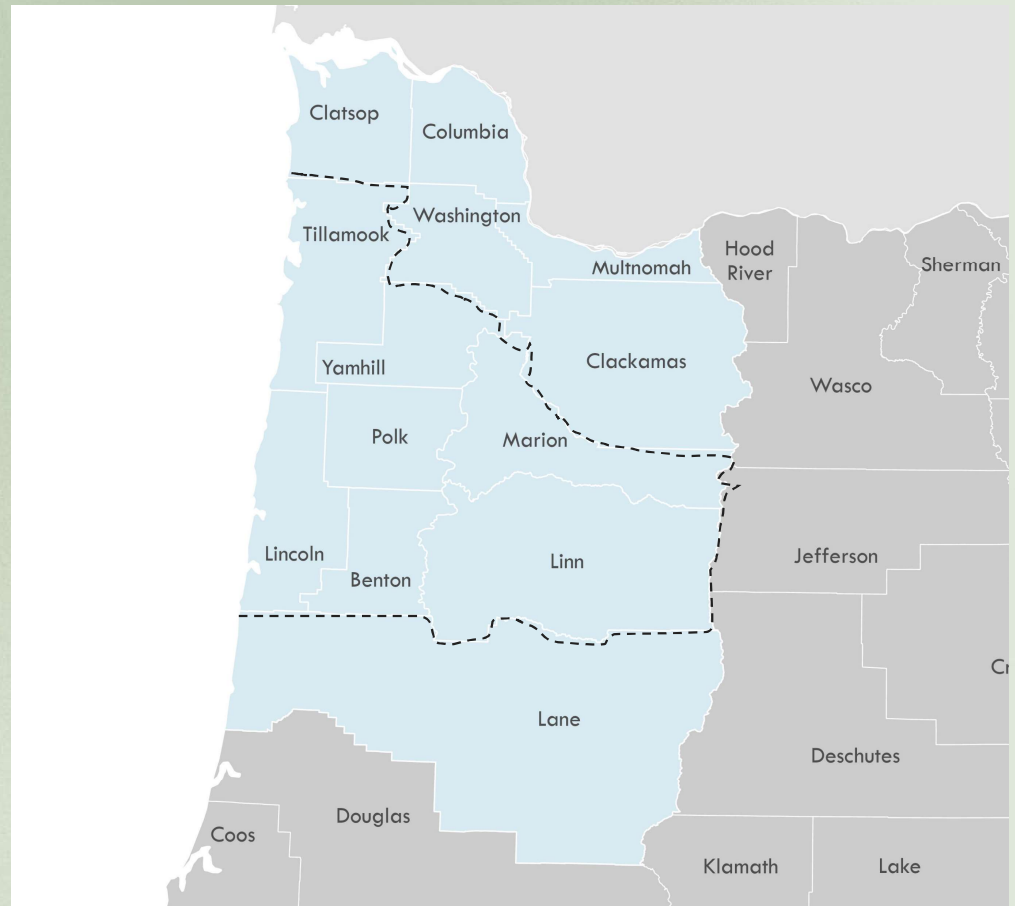 Clatsop
Columbia
Washington
Tillamook
Hood
River
Multnomah
Sherman
Clackamas
Yamhill
Wasco
Polk
Marion
Lincoln
Benton
Linn
Jefferson
Cr
Lane
Deschutes
Douglas
Coos
Klamath
Lake